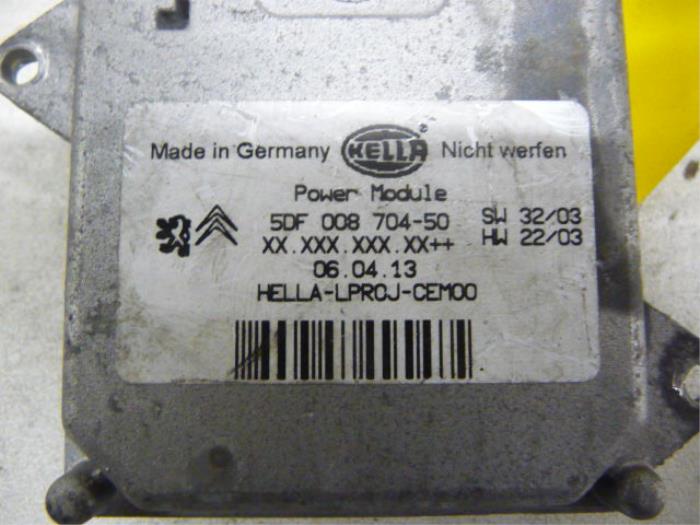 Made in Germany HELLA ® Nicht werfen
Power Module
5DF 008 704-50 SW 32/03
XX.XXX.XXX.XX++ HW 22/03
06.04.13
HELLA-LPRCJ-CEM00